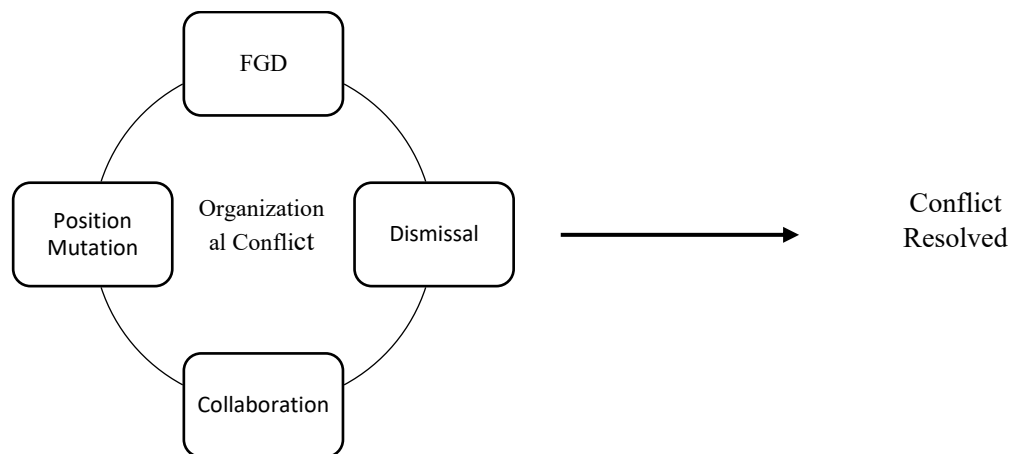 FGD
Position
Mutation
Organization
al Conflict
Dismissal
Conflict
Resolved
Collaboration